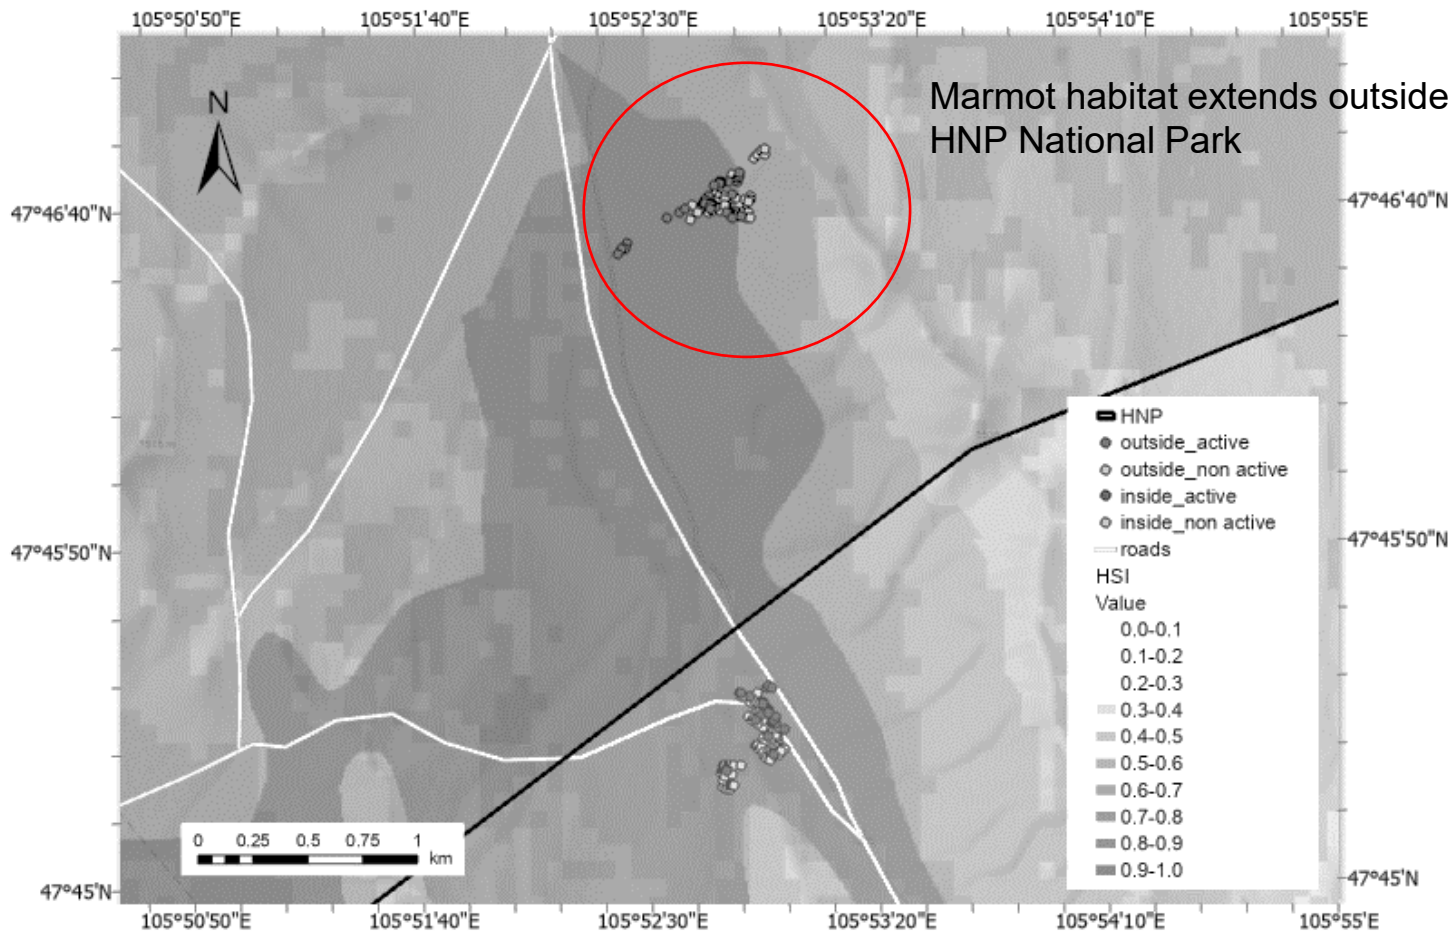 105°50'50"E 105°51'40"E 105°52'30"E 105°53'20"E 105°54'10"E 105°55'E
Marmot habitat extends outside
HNP National Park
N
47°46'40"N 47°46'40"N
HNP
outside_active
outside_non active
inside_active
inside_non active
roads
47°45'50"N 47°45'50"N
HSI
Value
0.0-0.1
0.1-0.2
0.2-0.3
0.3-0.4
0.4-0.5
0.5-0.6
0.6-0.7
0.7-0.8
0.8-0.9
0.9-1.0
0 0.25 0.5 0.75 1
km
47°45'N 47°45'N
105°50'50"E 105°51'40"E 105°52'30"E 105°53'20"E 105°54'10"E 105°55'E